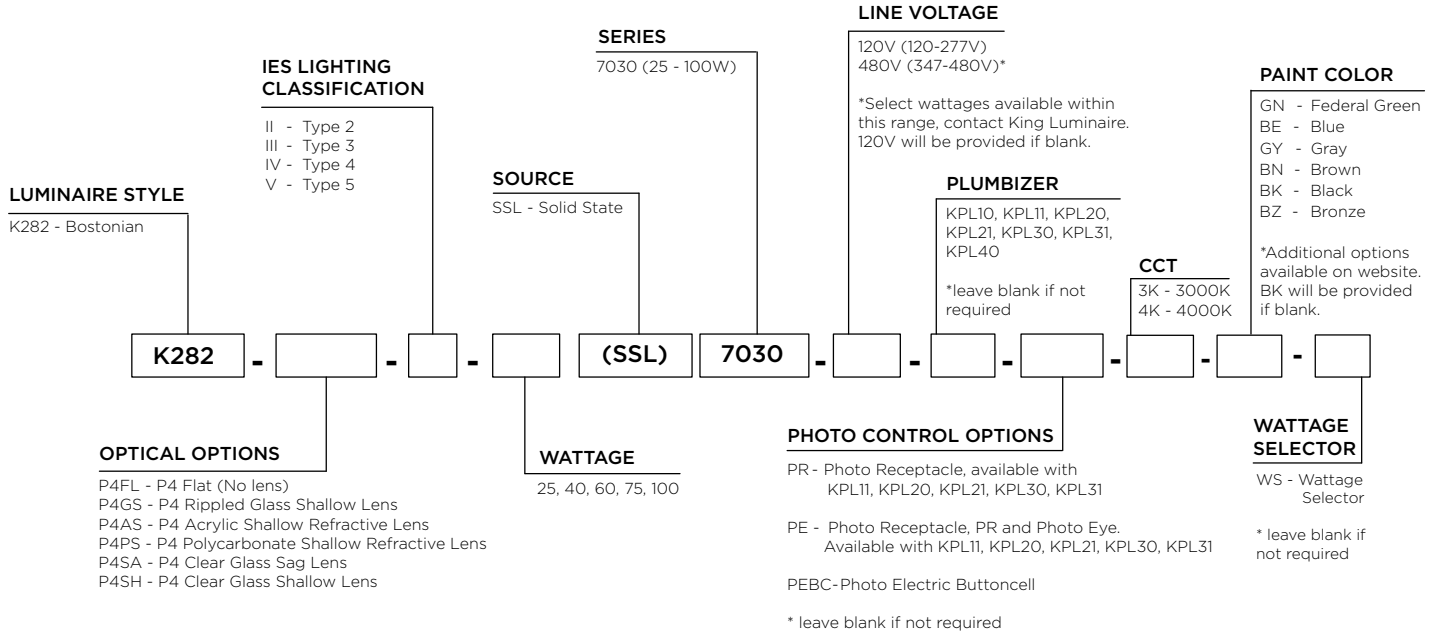 LUMINAIRE STYLE
K282 - Bostonian
IES LIGHTING
CLASSIFICATION
II - Type 2
III - Type 3
IV - Type 4
V - Type 5
SOURCE
SSL - Solid State
SERIES
7030 (25 - 100W)
LINE VOLTAGE
120V (120-277V)
480V (347-480V)*
*Select wattages available within
this range, contact King Luminaire.
120V will be provided if blank.
PLUMBIZER
KPL10, KPL11, KPL20,
KPL21, KPL30, KPL31,
KPL40
*leave blank if not
required
CCT
3K - 3000K
4K - 4000K
PAINT COLOR
GN - Federal Green
BE - Blue
GY - Gray
BN - Brown
BK - Black
BZ - Bronze
*Additional options
available on website.
BK will be provided
if blank.
K282 - - - (SSL) 7030 - - - - -
OPTICAL OPTIONS
P4FL - P4 Flat (No lens)
P4GS - P4 Rippled Glass Shallow Lens
P4AS - P4 Acrylic Shallow Refractive Lens
P4PS - P4 Polycarbonate Shallow Refractive Lens
P4SA - P4 Clear Glass Sag Lens
P4SH - P4 Clear Glass Shallow Lens
WATTAGE
25, 40, 60, 75, 100
PHOTO CONTROL OPTIONS
PR - Photo Receptacle, available with
KPL11, KPL20, KPL21, KPL30, KPL31
PE - Photo Receptacle, PR and Photo Eye.
Available with KPL11, KPL20, KPL21, KPL30, KPL31
PEBC-Photo Electric Buttoncell
* leave blank if not required
WATTAGE
SELECTOR
WS - Wattage
Selector
* leave blank if
not required